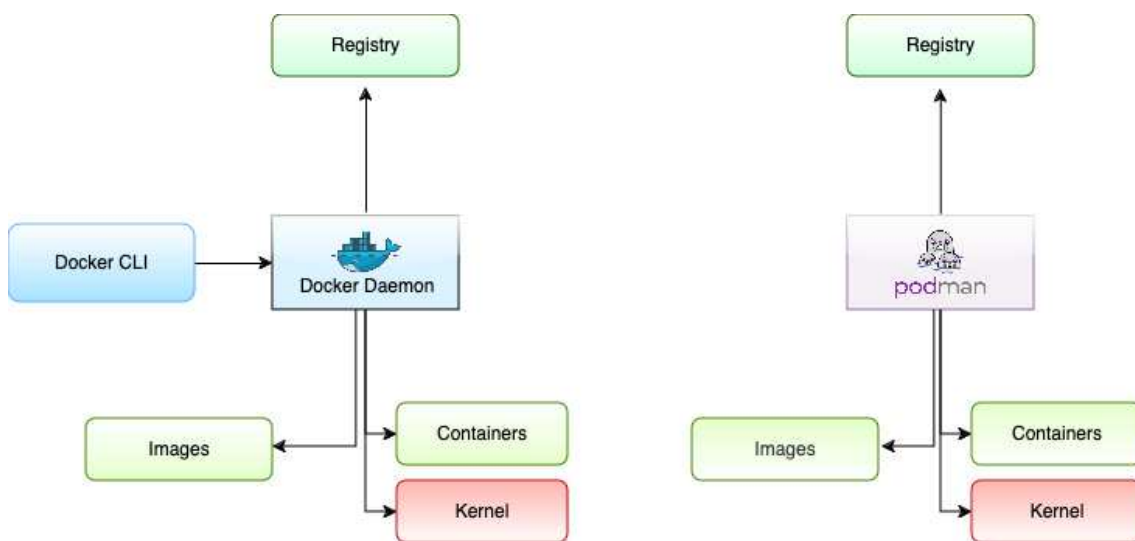 Registry
Registry
Docker CLI
Docker Daemon
podman
Images
Containers
Kernel
Images
Containers
Kernel